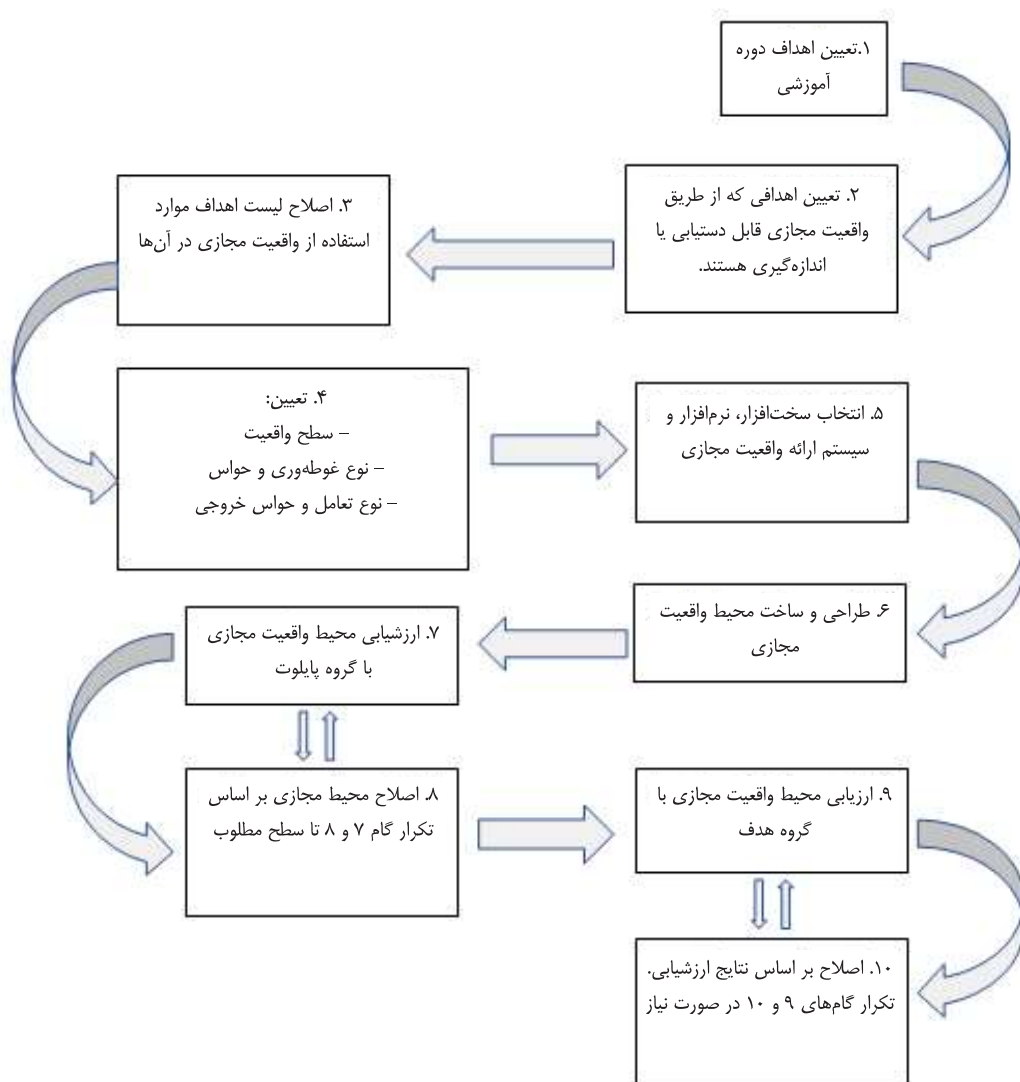 ۱.تعیین اهداف دوره
آموزشی
۲. تعیین اهدافی که از طریق
واقعیت مجازی قابل دستیابی یا
اندازه‌گیری هستند.
۳. اصلاح لیست اهداف موارد
استفاده از واقعیت مجازی در آن‌ها
۴. تعیین:
– سطح واقعیت
– نوع غوطه‌وری و حواس
– نوع تعامل و حواس خروجی
۵. انتخاب سخت‌افزار، نرم‌افزار و
سیستم ارائه واقعیت مجازی
۶. طراحی و ساخت محیط واقعیت
مجازی
۷. ارزشیابی محیط واقعیت مجازی
با گروه پایلوت
۸. اصلاح محیط مجازی بر اساس
تکرار گام ۷ و ۸ تا سطح مطلوب
۹. ارزیابی محیط واقعیت مجازی با
گروه هدف
۱۰. اصلاح بر اساس نتایج ارزشیابی.
تکرار گام‌های ۹ و ۱۰ در صورت نیاز